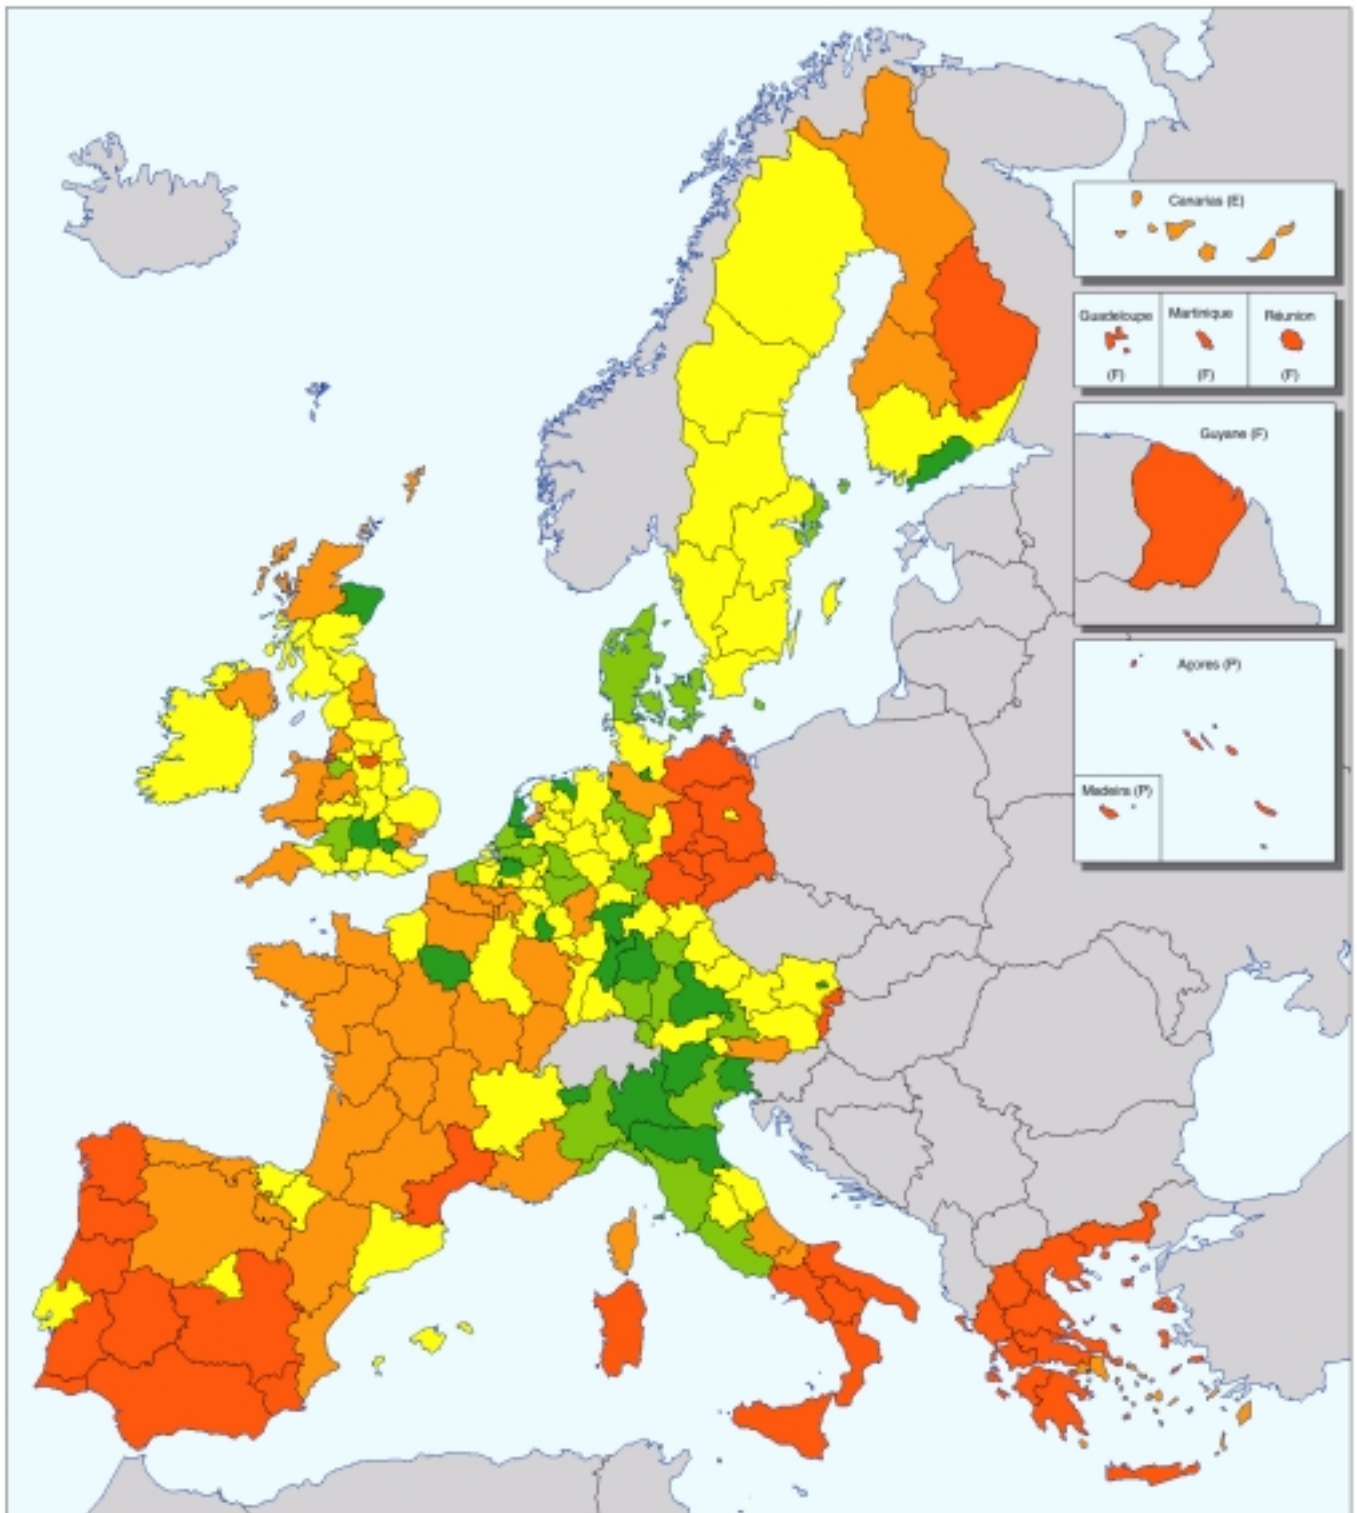 Canarias (E)
Guadeloupe
Martinique
Réunion
(F)
(F)
(F)
Guyane (F)
Açores (P)
Madeira (P)